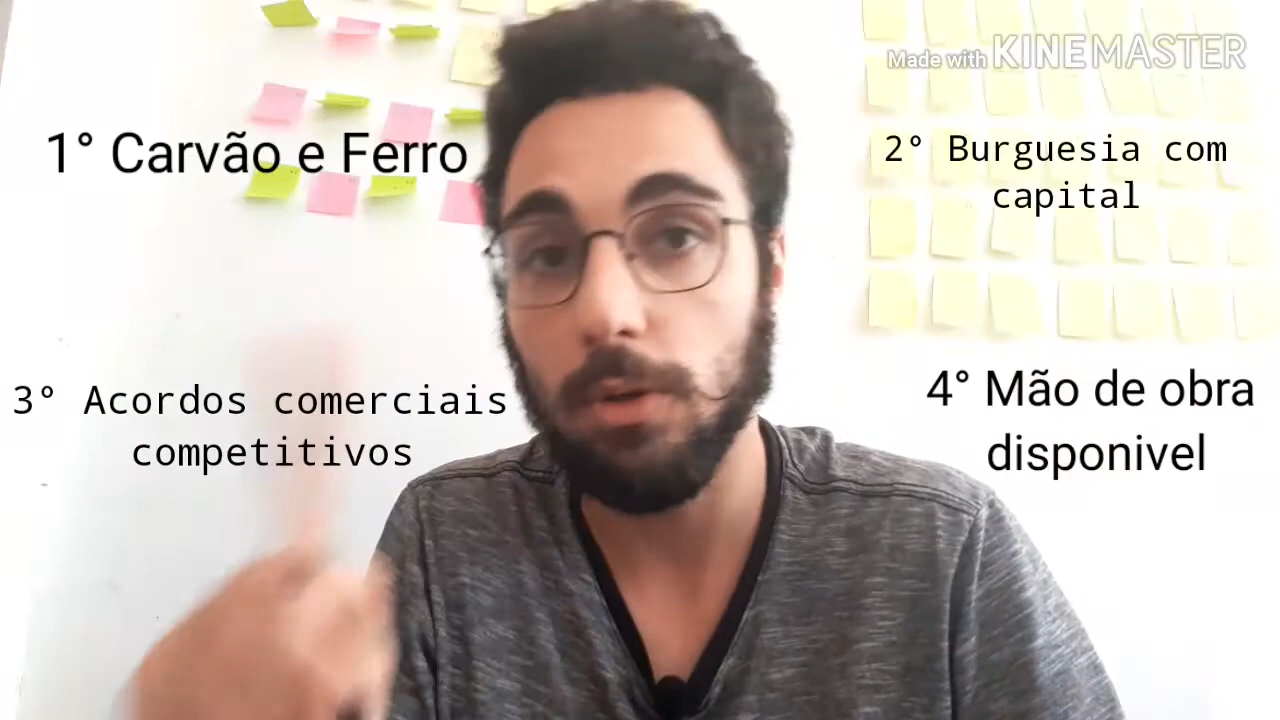 Made with KINEMASTER
1° Carvão e Ferro
2° Burguesia com
capital
3° Acordos comerciais
competitivos
4° Mão de obra
disponivel